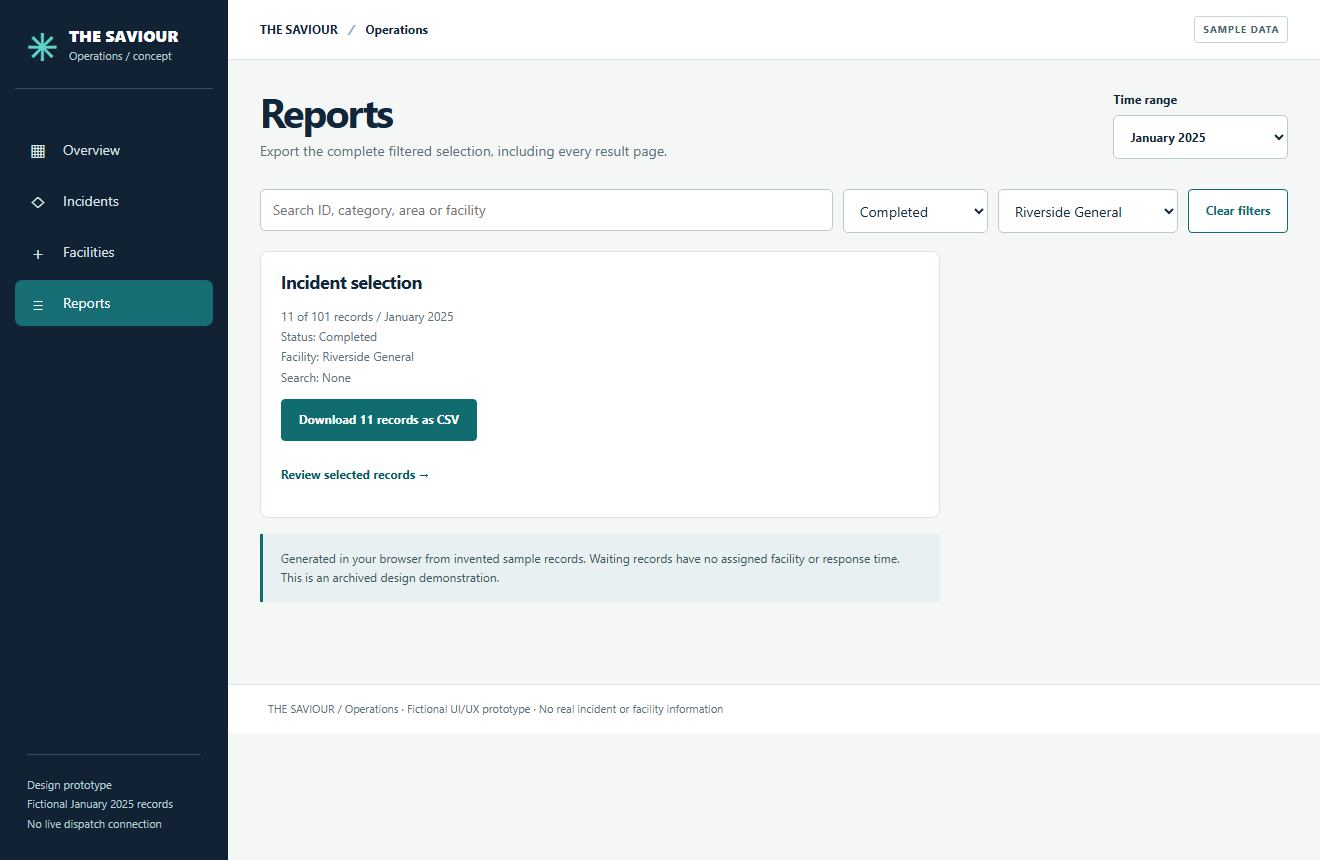 THE SAVIOUR
Operations / concept
Overview
Incidents
Facilities
Reports
Design prototype
Fictional January 2025 records
No live dispatch connection
THE SAVIOUR / Operations
SAMPLE DATA
Reports
Export the complete filtered selection, including every result page.
Time range
January 2025
Search ID, category, area or facility
Completed
Riverside General
Clear filters
Incident selection
11 of 101 records / January 2025
Status: Completed
Facility: Riverside General
Search: None
Download 11 records as CSV
Review selected records →
Generated in your browser from invented sample records. Waiting records have no assigned facility or response time.
This is an archived design demonstration.
THE SAVIOUR / Operations · Fictional UI/UX prototype · No real incident or facility information